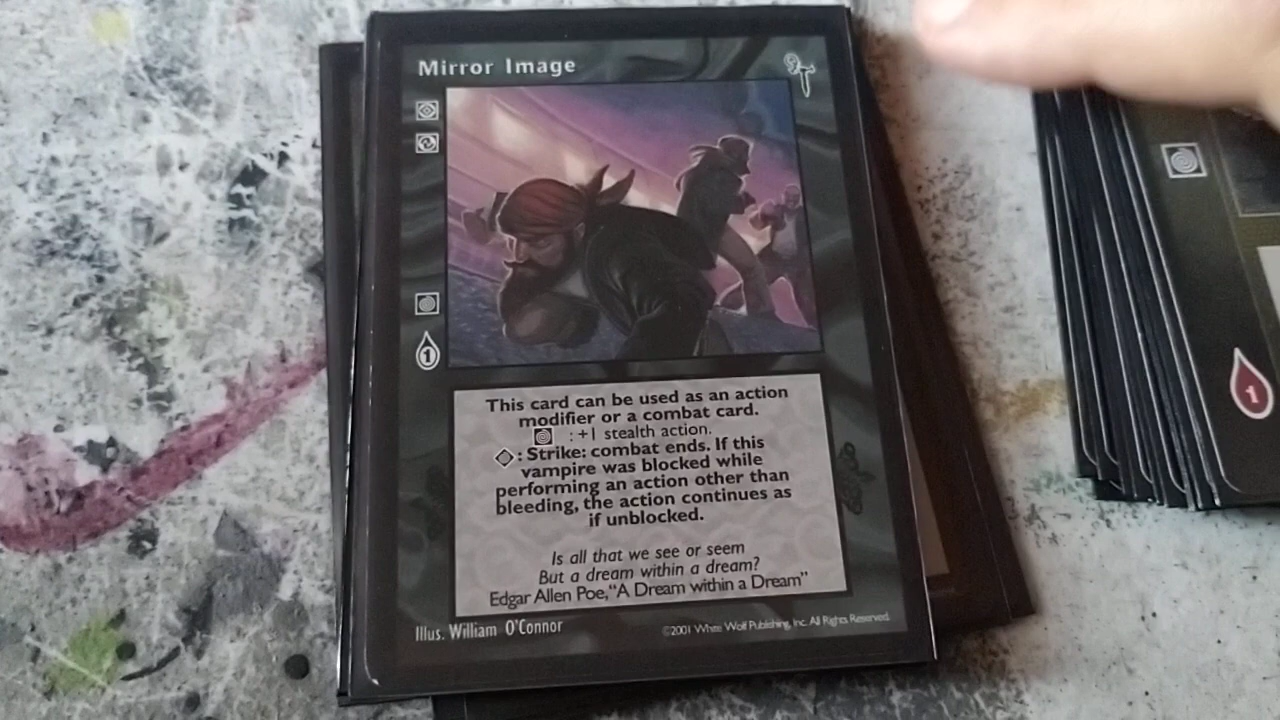 Mirror Image
1
This card can be used as an action
modifier or a combat card.
: +1 stealth action.
: Strike: combat ends. If this
vampire was blocked while
performing an action other than
bleeding, the action continues as
if unblocked.
Is all that we see or seem
But a dream within a dream?
Edgar Allen Poe, "A Dream within a Dream"
Illus. William O'Connor
©2001 White Wolf Publishing, Inc. All Rights Reserved.
1